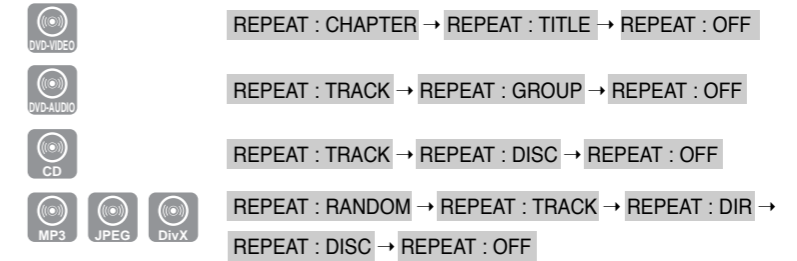 DVD-VIDEO REPEAT : CHAPTER → REPEAT : TITLE → REPEAT : OFF
DVD-AUDIO REPEAT : TRACK → REPEAT : GROUP → REPEAT : OFF
CD REPEAT : TRACK → REPEAT : DISC → REPEAT : OFF
MP3 JPEG DivX REPEAT : RANDOM → REPEAT : TRACK → REPEAT : DIR →
REPEAT : DISC → REPEAT : OFF